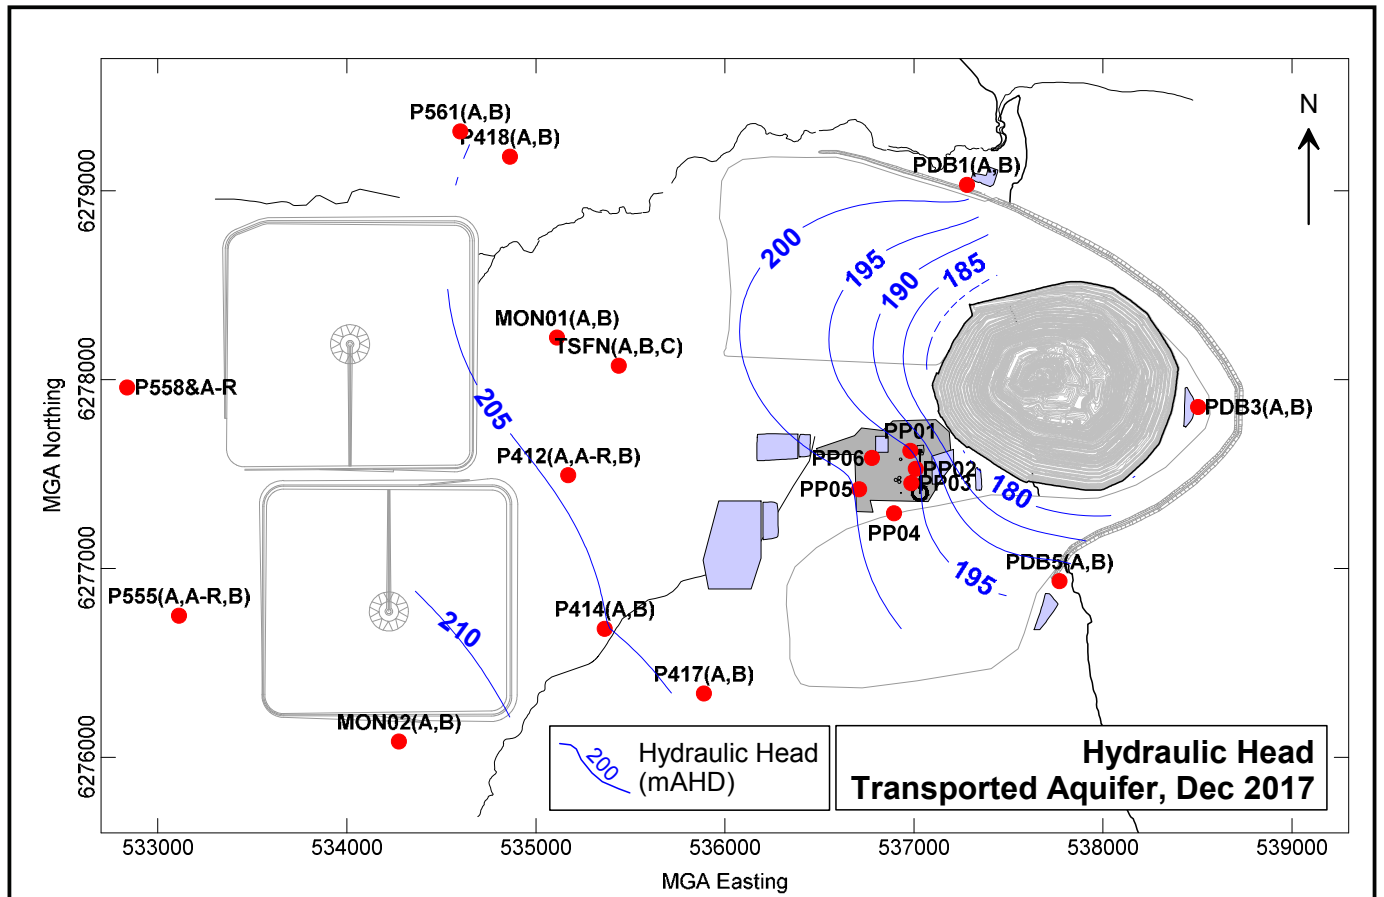 P561(A,B)
P418(A,B)
N
PDB1(A,B)
6279000
200
195
190
185
MON01(A,B)
TSFN(A,B,C)
6278000
P558&A-R
205
PDB3(A,B)
MGA Northing
P412(A,A-R,B)
PP01
PP06
PP02
PP05
PP03
180
PP04
6277000
PDB5(A,B)
195
P555(A,A-R,B)
P414(A,B)
210
P417(A,B)
MON02(A,B)
6276000
200
Hydraulic Head
(mAHD)
Hydraulic Head
Transported Aquifer, Dec 2017
533000
534000
535000
536000
537000
538000
539000
MGA Easting